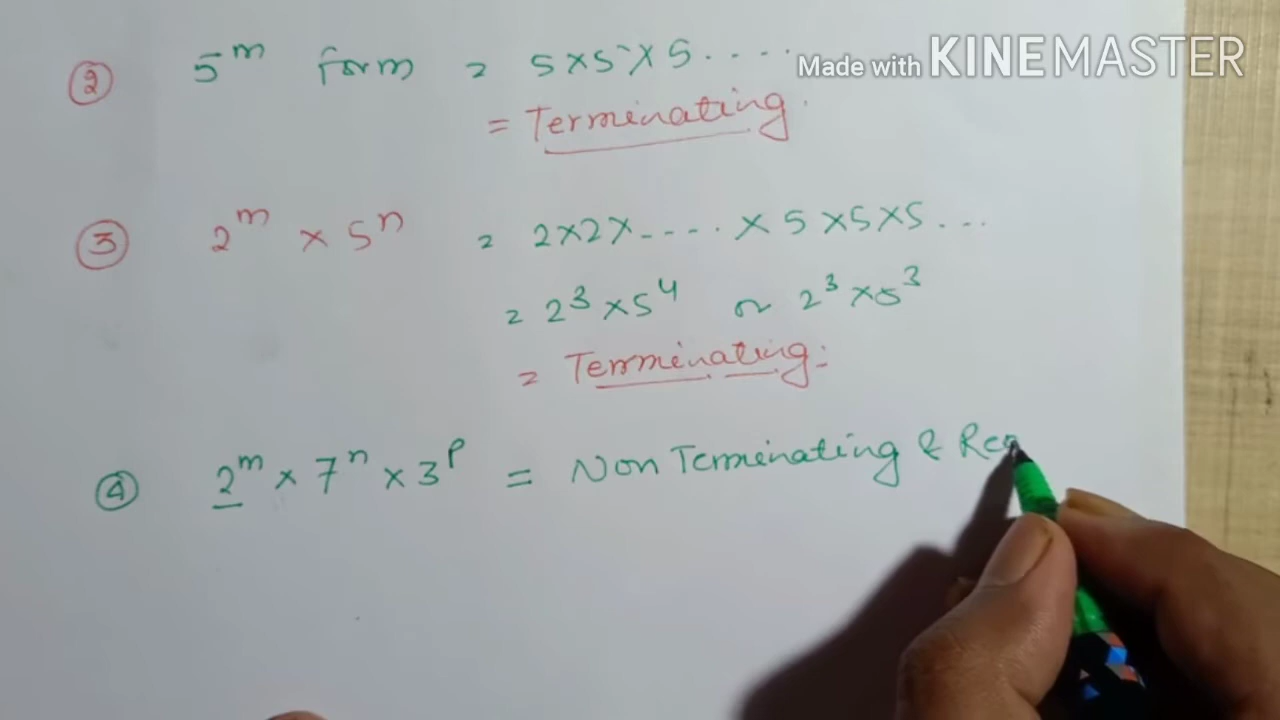 ② 5^m form = 5×5×5....
Made with KINEMASTER
= Terminating.
③ 2^m × 5^n = 2×2×..... × 5×5×5...
= 2^3 × 5^4 or 2^3 × 5^3
= Terminating:
④ 2^m × 7^n × 3^p = Non Terminating & Rec